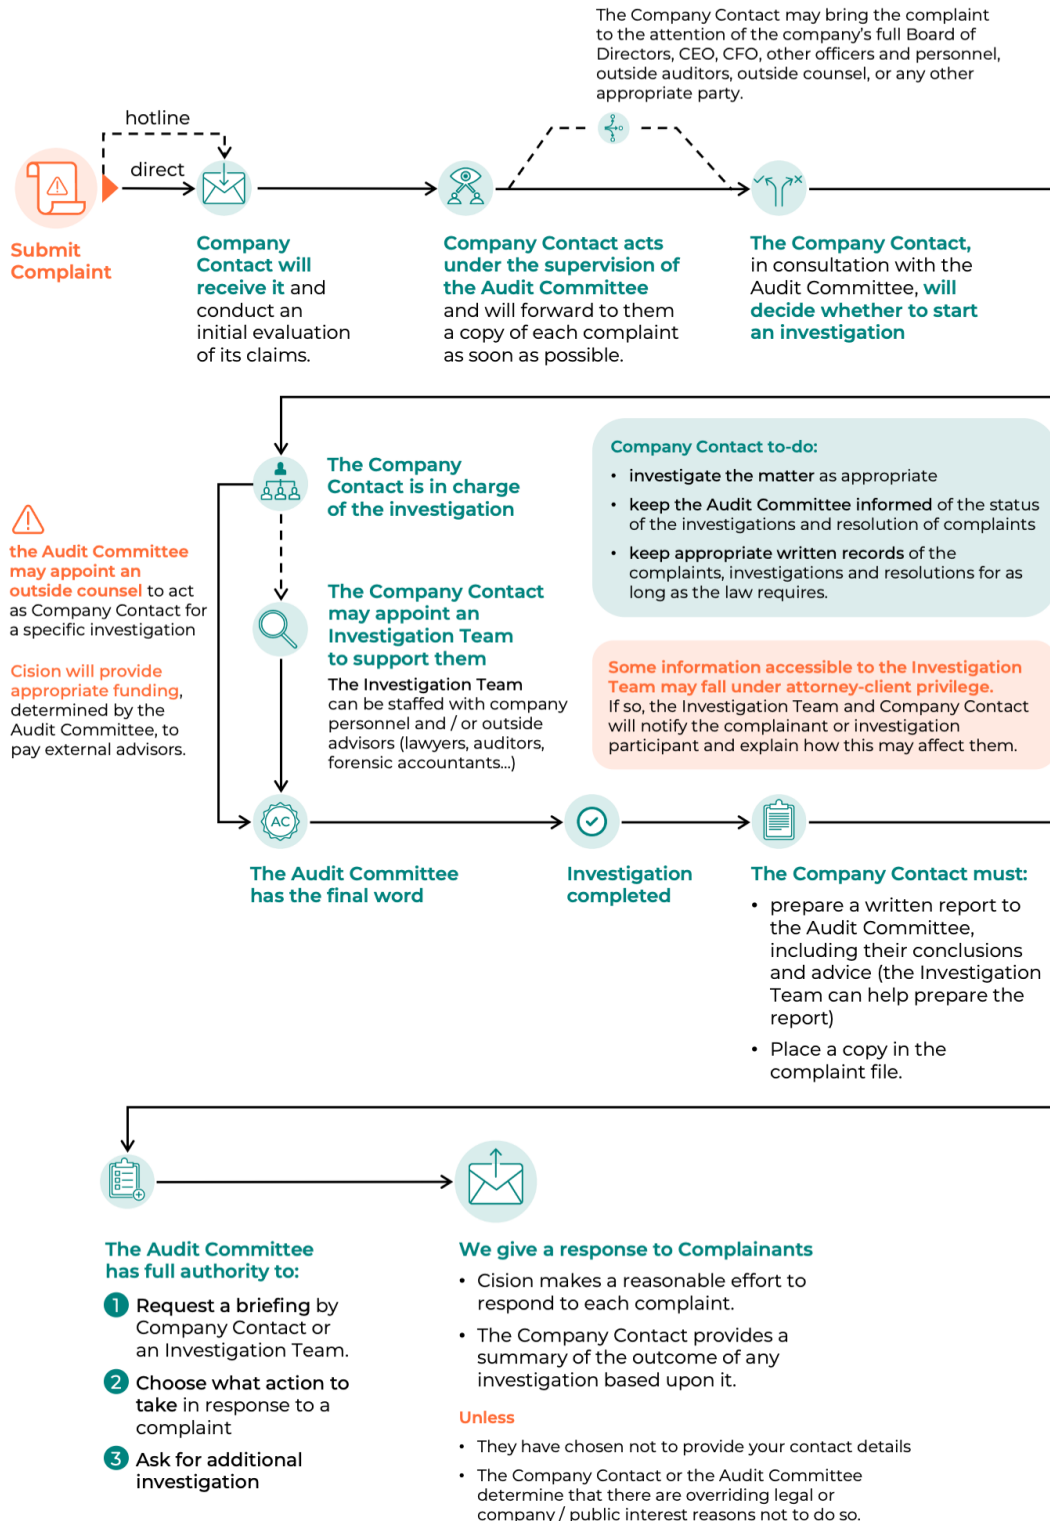 The Company Contact may bring the complaint
to the attention of the company's full Board of
Directors, CEO, CFO, other officers and personnel,
outside auditors, outside counsel, or any other
appropriate party.
hotline
direct
Submit
Complaint
Company
Contact will
receive it and
conduct an
initial evaluation
of its claims.
Company Contact acts
under the supervision of
the Audit Committee
and will forward to them
a copy of each complaint
as soon as possible.
The Company Contact,
in consultation with the
Audit Committee, will
decide whether to start
an investigation
the Audit Committee
may appoint an
outside counsel to act
as Company Contact for
a specific investigation
Cision will provide
appropriate funding,
determined by the
Audit Committee, to
pay external advisors.
The Company
Contact is in charge
of the investigation
The Company Contact
may appoint an
Investigation Team
to support them
The Investigation Team
can be staffed with company
personnel and / or outside
advisors (lawyers, auditors,
forensic accountants...)
Company Contact to-do:
• investigate the matter as appropriate
• keep the Audit Committee informed of the status
of the investigations and resolution of complaints
• keep appropriate written records of the
complaints, investigations and resolutions for as
long as the law requires.
Some information accessible to the Investigation
Team may fall under attorney-client privilege.
If so, the Investigation Team and Company Contact
will notify the complainant or investigation
participant and explain how this may affect them.
AC
The Audit Committee
has the final word
Investigation
completed
The Company Contact must:
• prepare a written report to
the Audit Committee,
including their conclusions
and advice (the Investigation
Team can help prepare the
report)
• Place a copy in the
complaint file.
The Audit Committee
has full authority to:
1 Request a briefing by
Company Contact or
an Investigation Team.
2 Choose what action to
take in response to a
complaint
3 Ask for additional
investigation
We give a response to Complainants
• Cision makes a reasonable effort to
respond to each complaint.
• The Company Contact provides a
summary of the outcome of any
investigation based upon it.
Unless
• They have chosen not to provide your contact details
• The Company Contact or the Audit Committee
determine that there are overriding legal or
company / public interest reasons not to do so.